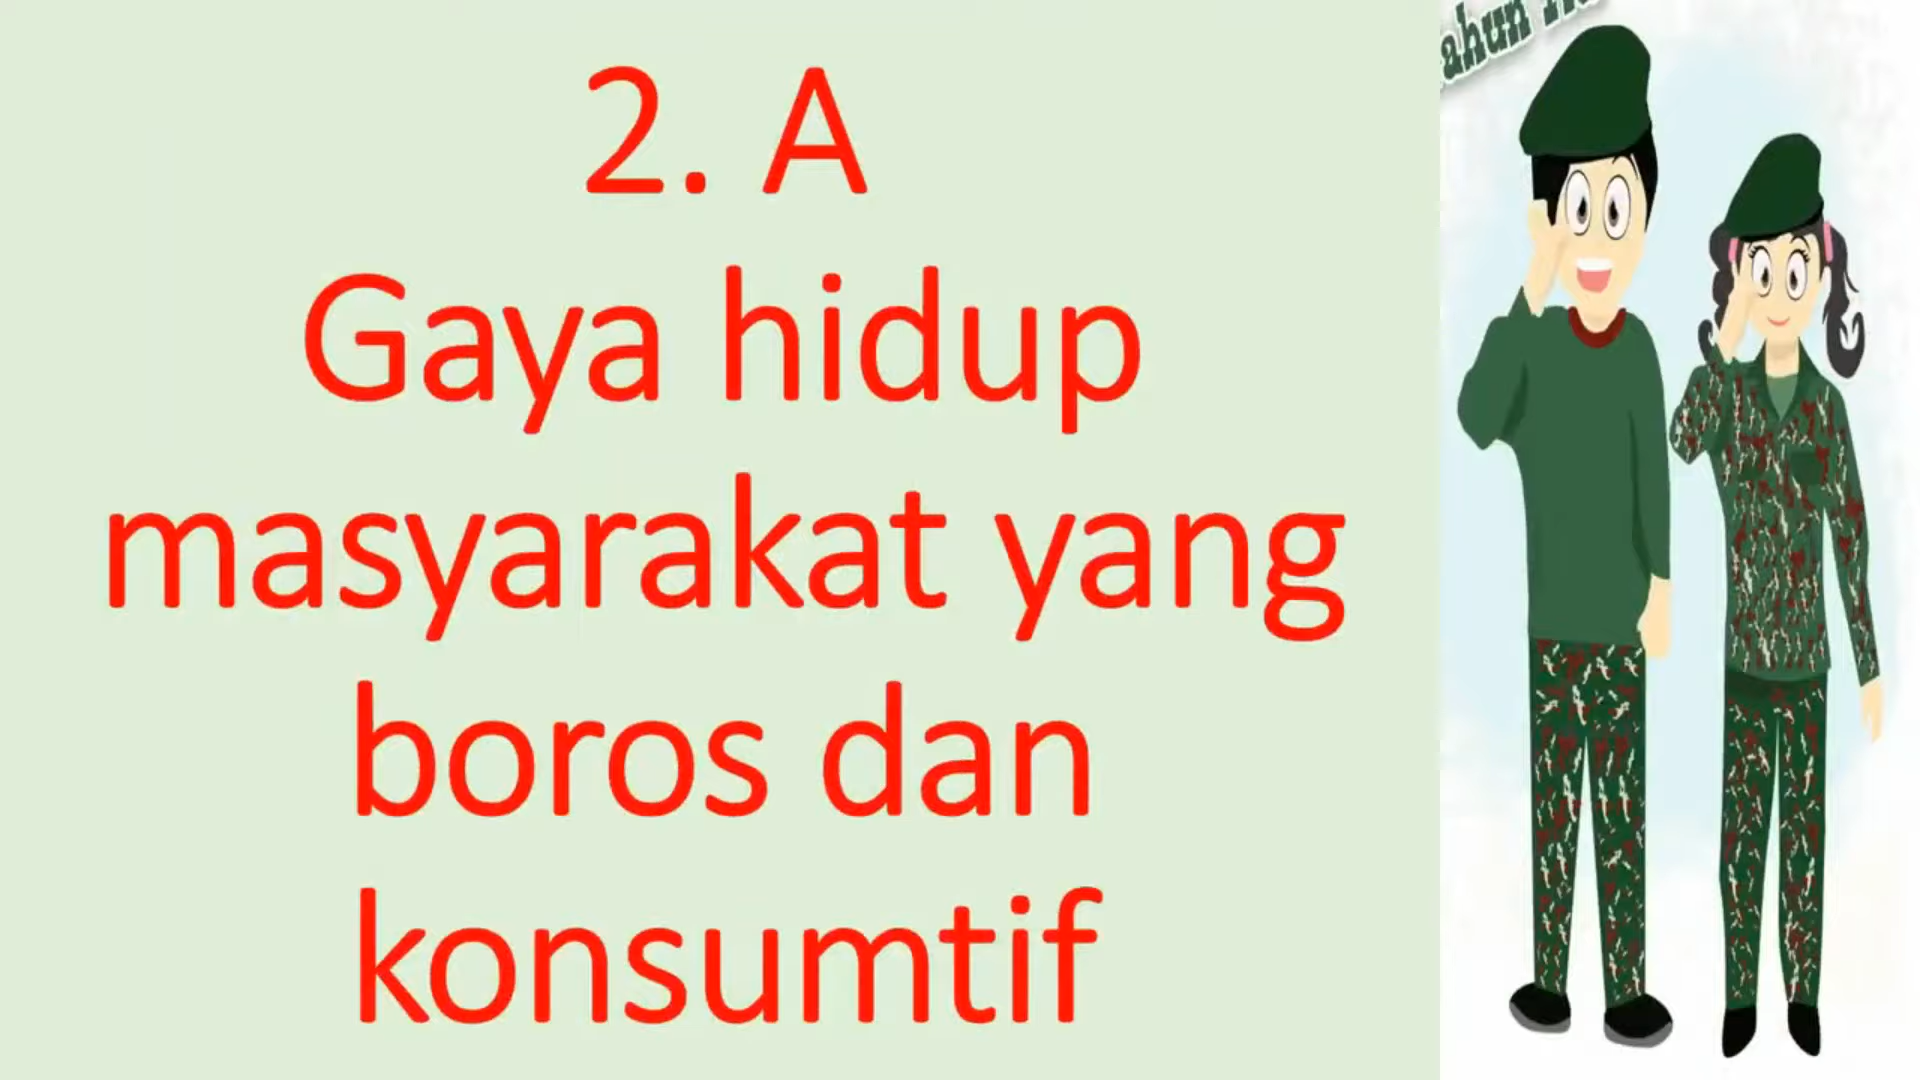 2. A
Gaya hidup
masyarakat yang
boros dan
konsumtif